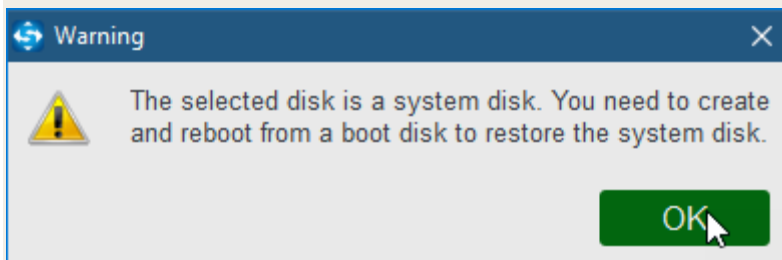 Warning
The selected disk is a system disk. You need to create
and reboot from a boot disk to restore the system disk.
OK